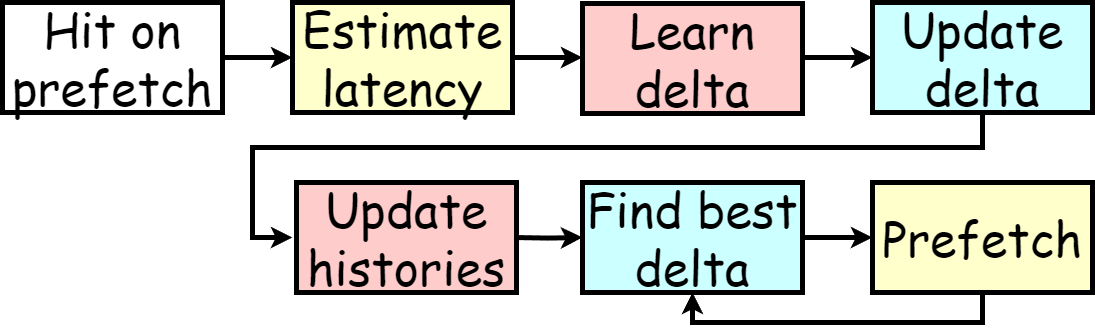 Hit on
prefetch
Estimate
latency
Learn
delta
Update
delta
Update
histories
Find best
delta
Prefetch